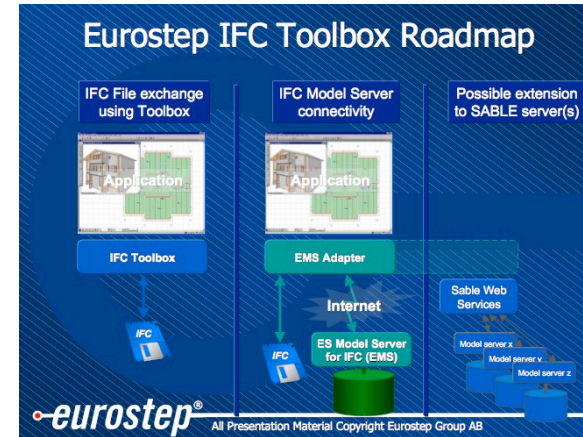 Eurostep IFC Toolbox Roadmap
IFC File exchange
using Toolbox
Application
IFC Toolbox
IFC
IFC Model Server
connectivity
Application
EMS Adapter
Internet
IFC
ES Model Server
for IFC (EMS)
Possible extension
to SABLE server(s)
Sable Web
Services
Model server x
Model server y
Model server z
eurostep®
All Presentation Material Copyright Eurostep Group AB